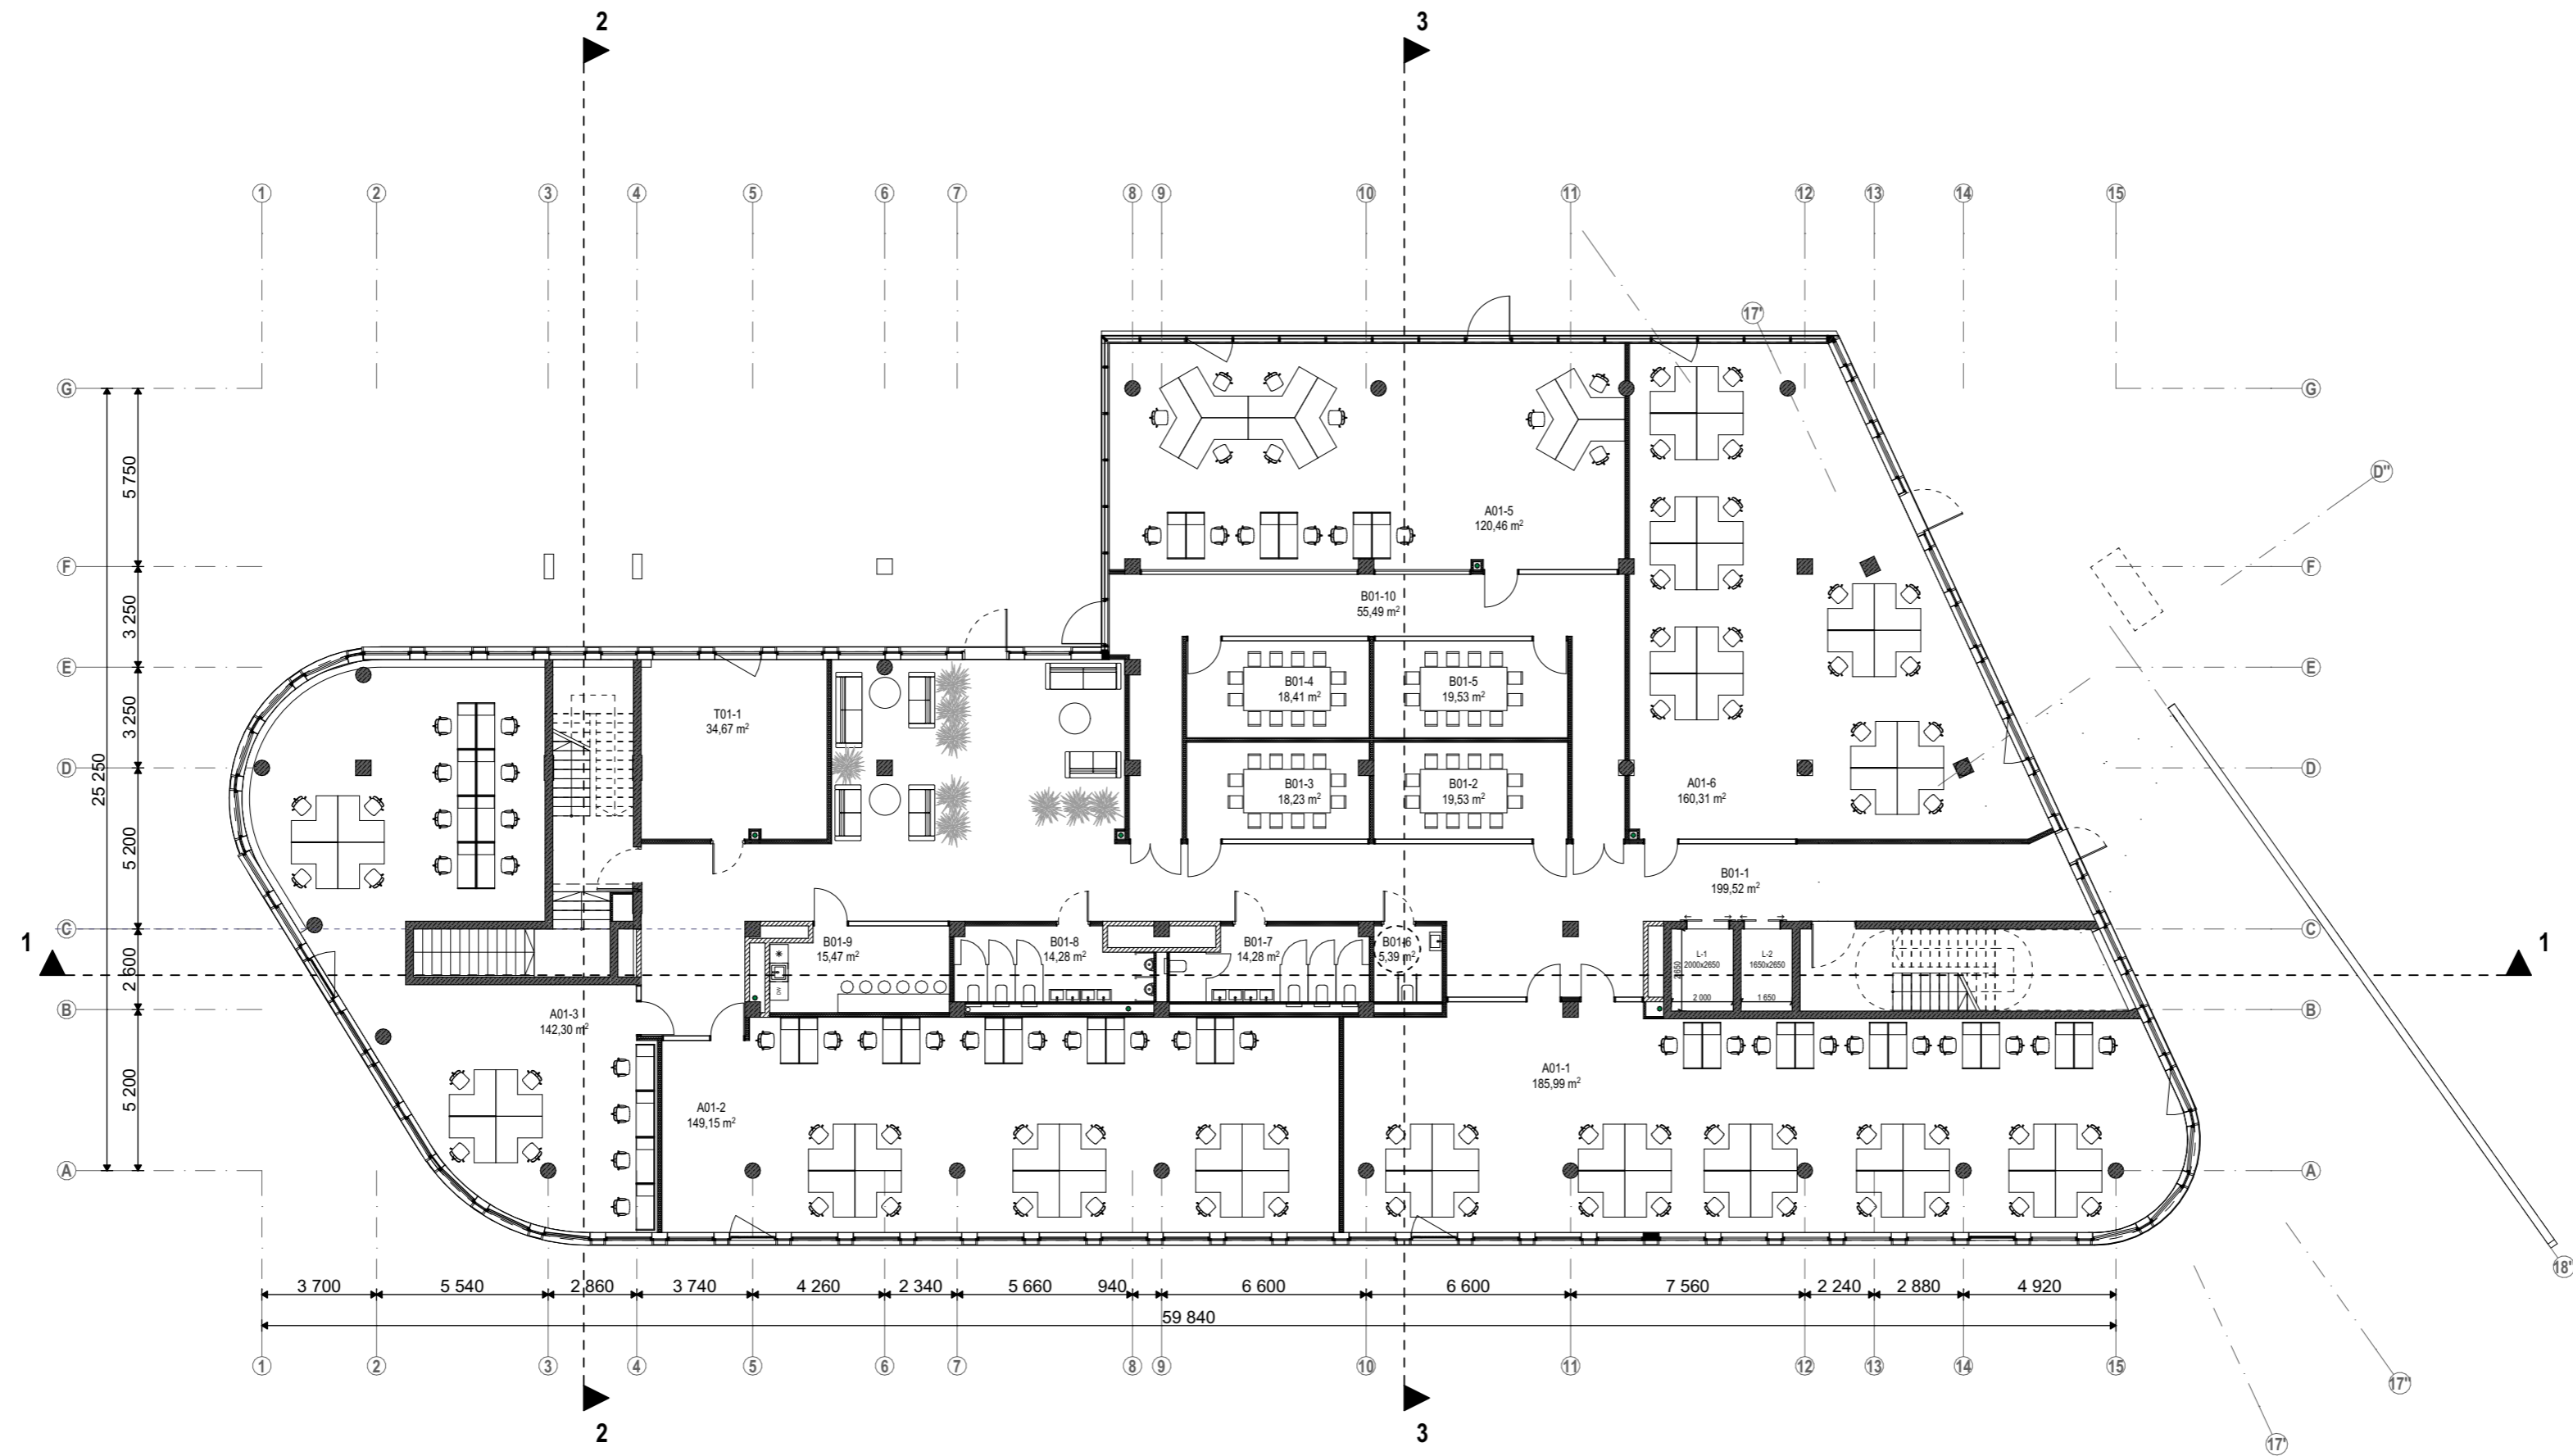 2
3
1
2
3
4
5
6
7
8
9
10
11
12
13
14
15
17'
G
G
D"
5 750
A01-5
120,46 m²
F
F
B01-10
55,49 m²
3 250
E
E
B01-4
18,41 m²
B01-5
19,53 m²
T01-1
34,67 m²
3 250
D
D
25 250
B01-3
18,23 m²
B01-2
19,53 m²
A01-6
160,31 m²
5 200
B01-1
199,52 m²
C
C
1
1
B01-9
15,47 m²
B01-8
14,28 m²
B01-7
14,28 m²
B01-6
5,39 m²
L-1
2000x2650
L-2
1650x2650
2650
2 600
DW
2 000
1 650
B
B
A01-3
142,30 m²
A01-1
185,99 m²
5 200
A01-2
149,15 m²
A
A
18'
3 700
5 540
2 860
3 740
4 260
2 340
5 660
940
6 600
6 600
7 560
2 240
2 880
4 920
59 840
1
2
3
4
5
6
7
8
9
10
11
12
13
14
15
17"
2
3
17'